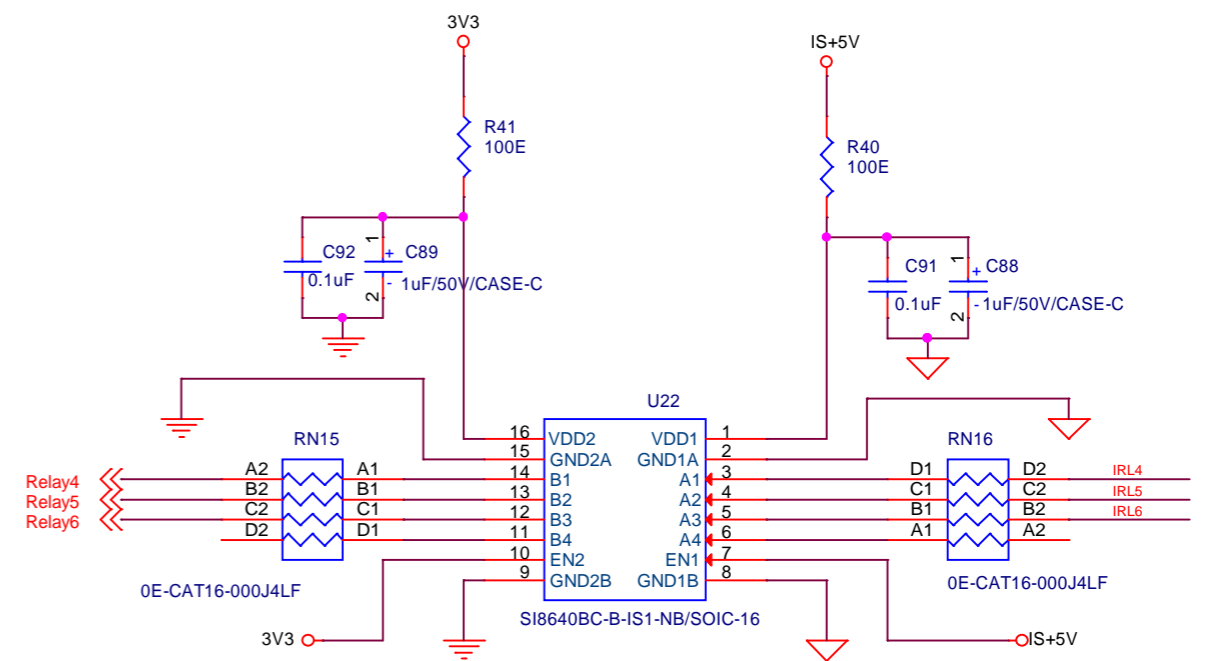 3V3
IS+5V
R41
100E
R40
100E
1
C92
+
C89
0.1uF
-
1uF/50V/CASE-C
2
1
C91
+
C88
0.1uF
-
1uF/50V/CASE-C
2
U22
RN15
RN16
16
VDD2
VDD1
1
15
GND2A
GND1A
2
Relay4
A2
A1
14
B1
A1
3
D1
D2
IRL4
Relay5
B2
B1
13
B2
A2
4
C1
C2
IRL5
Relay6
C2
C1
12
B3
A3
5
B1
B2
IRL6
D2
D1
11
B4
A4
6
A1
A2
10
EN2
EN1
7
9
GND2B
GND1B
8
0E-CAT16-000J4LF
0E-CAT16-000J4LF
SI8640BC-B-IS1-NB/SOIC-16
3V3
IS+5V